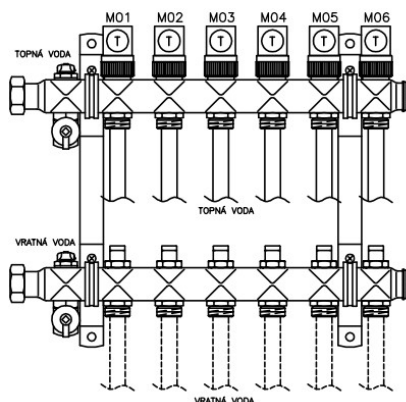 M01 M02 M03 M04 M05 M06
T T T T T T
TOPNÁ VODA
TOPNÁ VODA
VRATNÁ VODA
VRATNÁ VODA